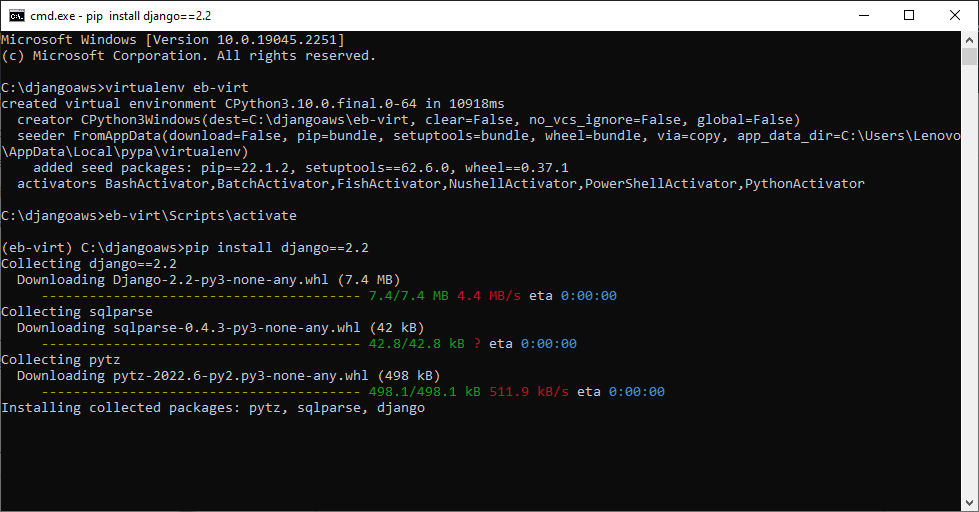 cmd.exe - pip  install django==2.2
Microsoft Windows [Version 10.0.19045.2251]
(c) Microsoft Corporation. All rights reserved.
C:\djangoaws>virtualenv eb-virt
created virtual environment CPython3.10.0.final.0-64 in 10918ms
  creator CPython3Windows(dest=C:\djangoaws\eb-virt, clear=False, no_vcs_ignore=False, global=False)
  seeder FromAppData(download=False, pip=bundle, setuptools=bundle, wheel=bundle, via=copy, app_data_dir=C:\Users\Lenovo
\AppData\Local\pypa\virtualenv)
    added seed packages: pip==22.1.2, setuptools==62.6.0, wheel==0.37.1
  activators BashActivator,BatchActivator,FishActivator,NushellActivator,PowerShellActivator,PythonActivator
C:\djangoaws>eb-virt\Scripts\activate
(eb-virt) C:\djangoaws>pip install django==2.2
Collecting django==2.2
  Downloading Django-2.2-py3-none-any.whl (7.4 MB)
     ---------------------------------------- 7.4/7.4 MB 4.4 MB/s eta 0:00:00
Collecting sqlparse
  Downloading sqlparse-0.4.3-py3-none-any.whl (42 kB)
     ---------------------------------------- 42.8/42.8 kB ? eta 0:00:00
Collecting pytz
  Downloading pytz-2022.6-py2.py3-none-any.whl (498 kB)
     ---------------------------------------- 498.1/498.1 kB 511.9 kB/s eta 0:00:00
Installing collected packages: pytz, sqlparse, django